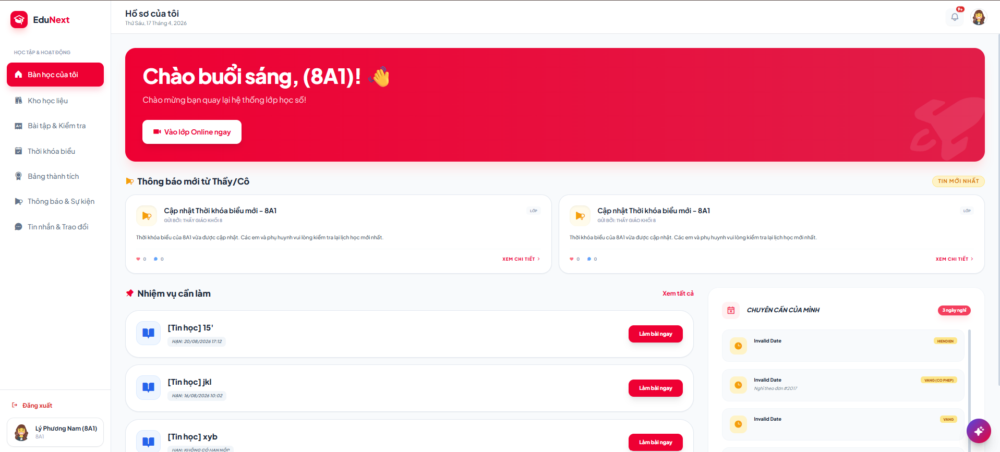 EduNext
HỌC TẬP & HOẠT ĐỘNG
Bàn học của tôi
Kho học liệu
Bài tập & Kiểm tra
Thời khóa biểu
Bảng thành tích
Thông báo & Sự kiện
Tin nhắn & Trao đổi
Đăng xuất
Lý Phương Nam (8A1)
8A1
Hồ sơ của tôi
Thứ Sáu, 17 Tháng 4, 2026
9+
Chào buổi sáng, (8A1)! 👋
Chào mừng bạn quay lại hệ thống lớp học số!
Vào lớp Online ngay
Thông báo mới từ Thầy/Cô
TIN MỚI NHẤT
Cập nhật Thời khóa biểu mới - 8A1
LỚP
GỬI BỞI: THẦY GIÁO KHỐI 8
Thời khóa biểu của 8A1 vừa được cập nhật. Các em và phụ huynh vui lòng kiểm tra lại lịch học mới nhất.
0 0
XEM CHI TIẾT
Cập nhật Thời khóa biểu mới - 8A1
LỚP
GỬI BỞI: THẦY GIÁO KHỐI 8
Thời khóa biểu của 8A1 vừa được cập nhật. Các em và phụ huynh vui lòng kiểm tra lại lịch học mới nhất.
0 0
XEM CHI TIẾT
Nhiệm vụ cần làm
Xem tất cả
[Tin học] 15'
HẠN: 20/08/2026 17:12
Làm bài ngay
[Tin học] jkl
HẠN: 16/08/2026 10:02
Làm bài ngay
[Tin học] xyb
HẠN: KHÔNG CÓ HẠN NỘP
Làm bài ngay
CHUYÊN CẦN CỦA MÌNH
3 ngày nghỉ
Invalid Date
HIENDIEN
Invalid Date
VANG (CO PHEP)
Nghỉ theo đơn #2017
Invalid Date
VANG